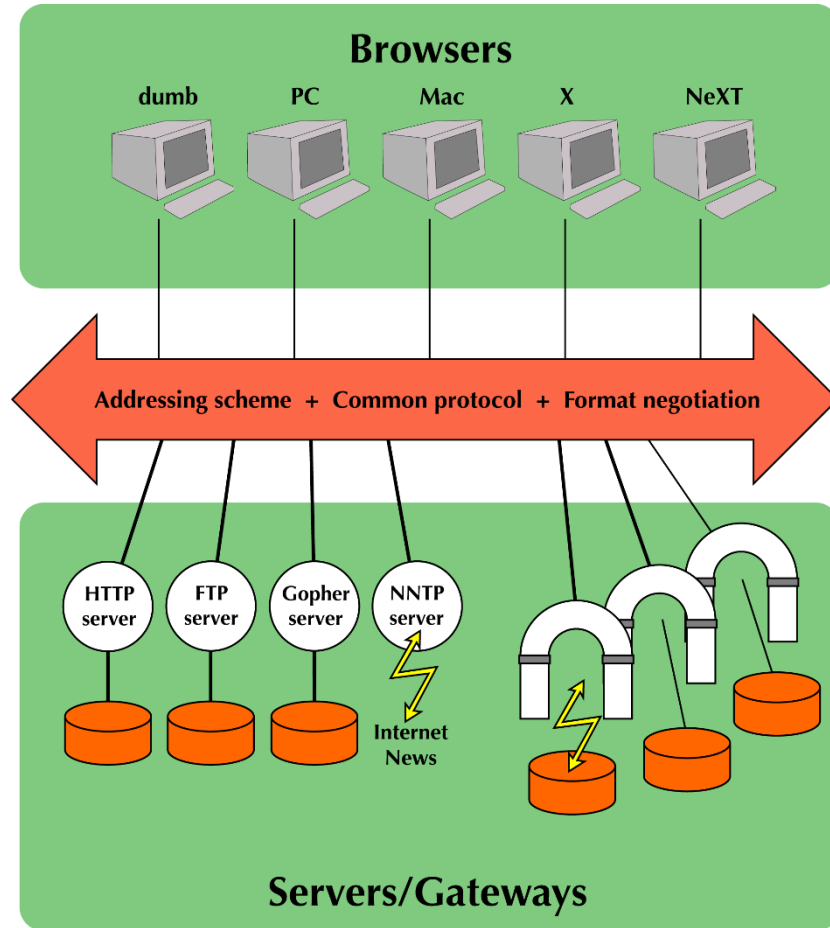 Browsers
dumb PC Mac X NeXT
Addressing scheme + Common protocol + Format negotiation
HTTP server
FTP server
Gopher server
NNTP server
Internet
News
Servers/Gateways